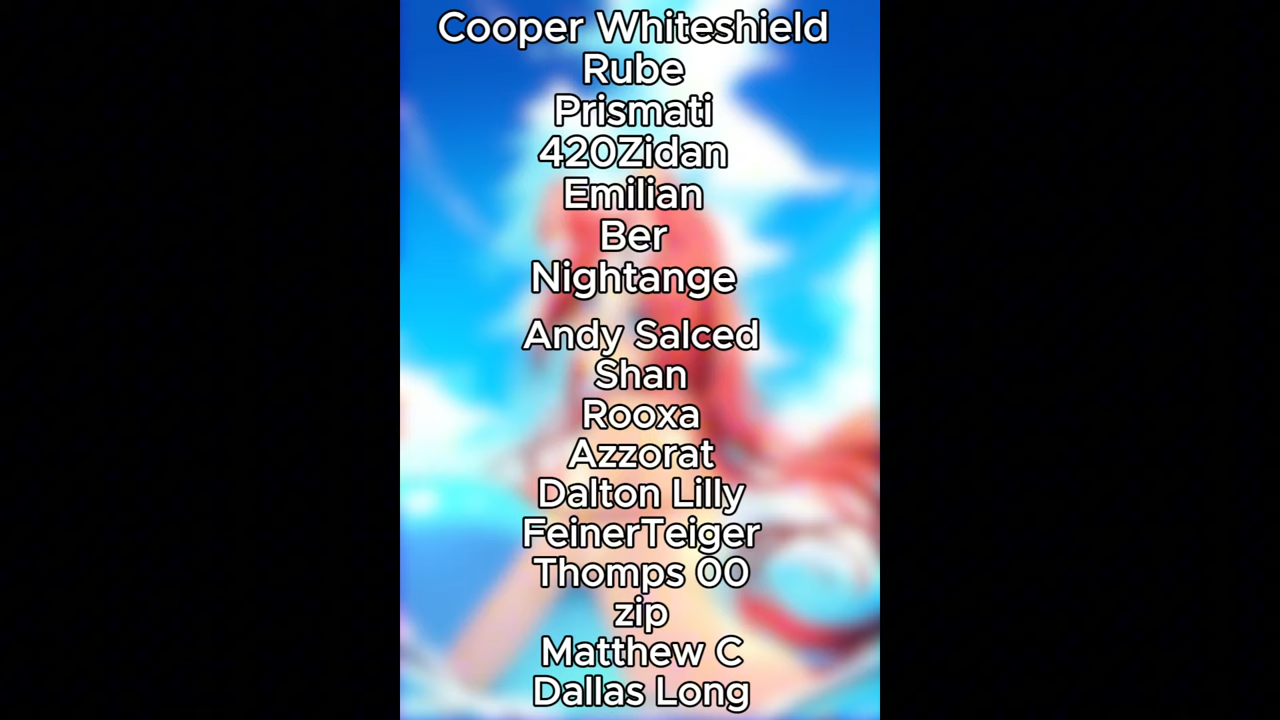 Cooper Whiteshield
Rube
Prismati
420Zidan
Emilian
Ber
Nightange
Andy Salced
Shan
Rooxa
Azzorat
Dalton Lilly
FeinerTeiger
Thomps 00
zip
Matthew C
Dallas Long